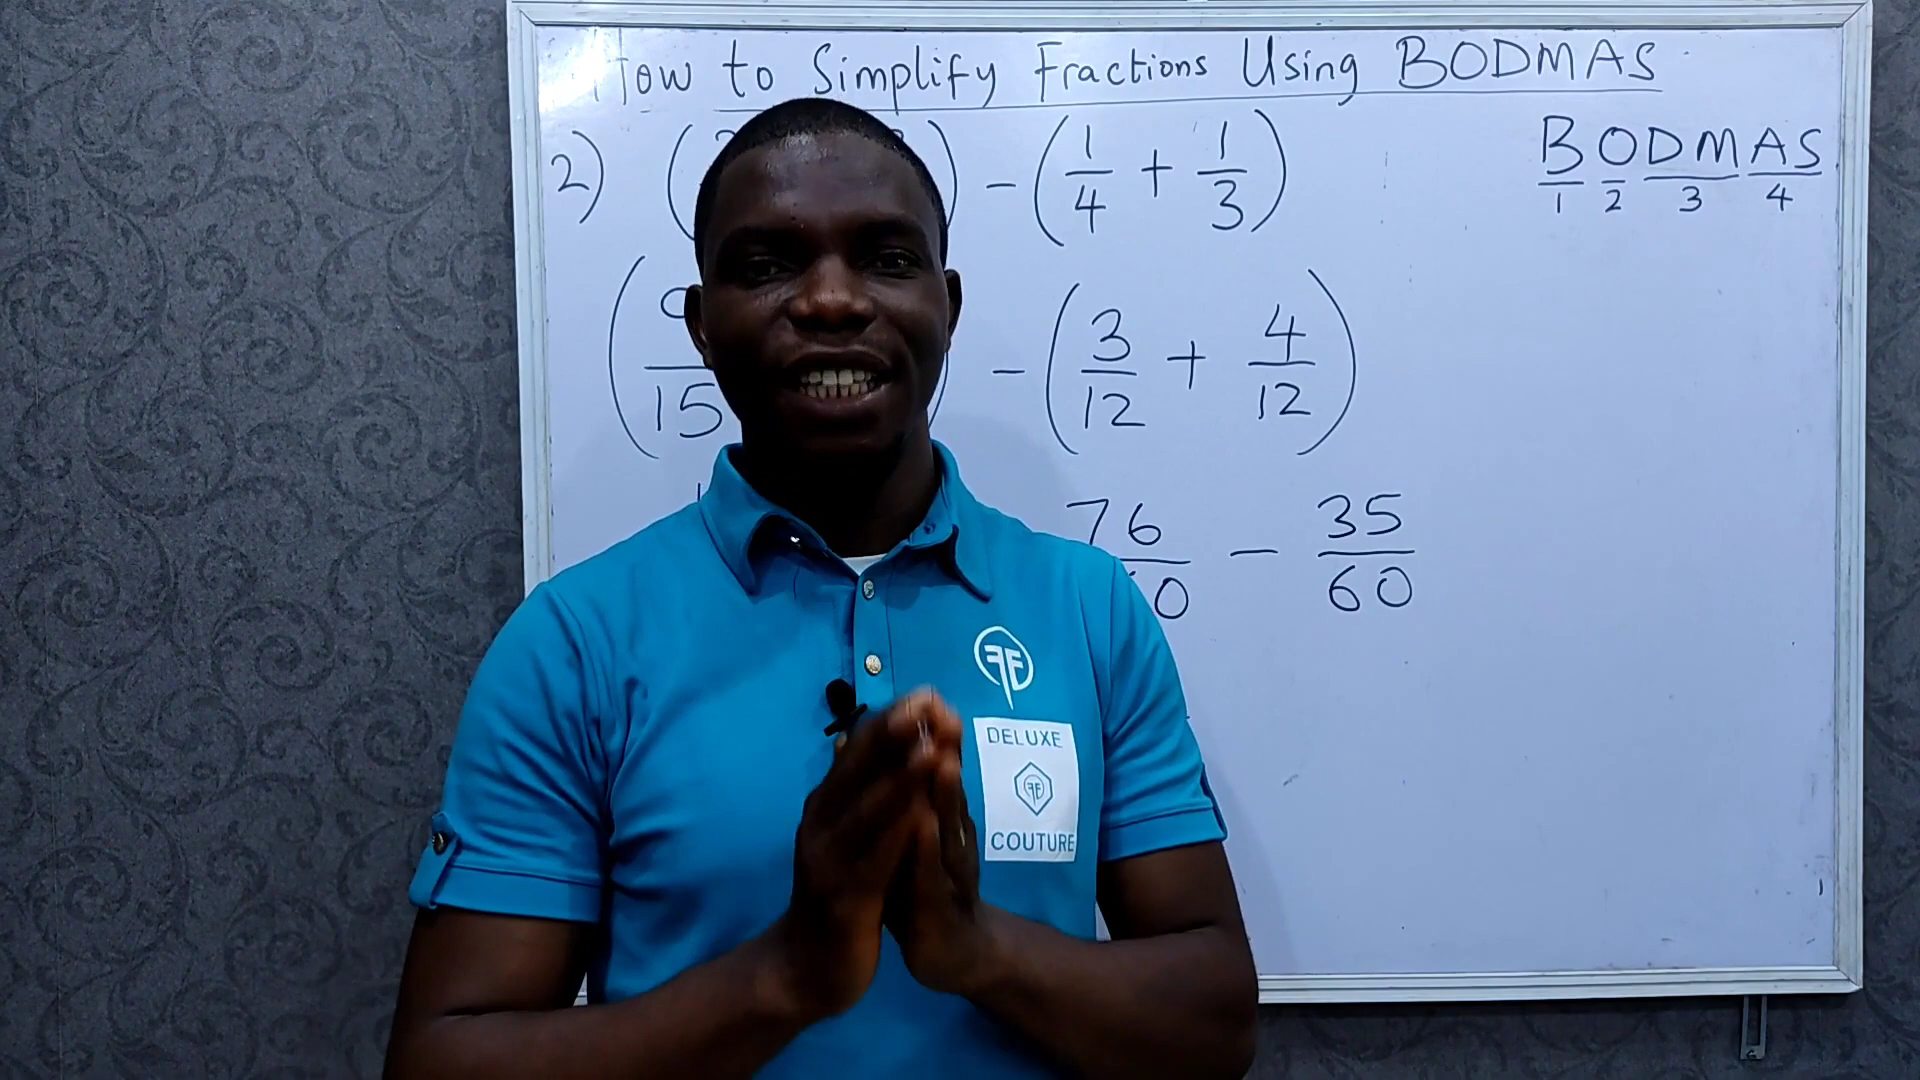 How to Simplify Fractions Using BODMAS
BODMAS
1 2 3 4
2) ( ) - (1/4 + 1/3)
( /15 ) - (3/12 + 4/12)
76/ 0 - 35/60
DELUXE
COUTURE